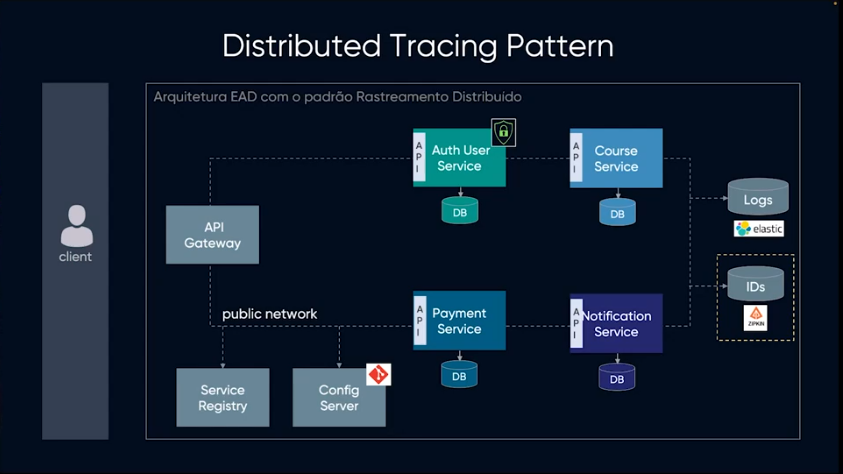 Distributed Tracing Pattern
Arquitetura EAD com o padrão Rastreamento Distribuído
client
API
Gateway
API
Auth User
Service
DB
API
Course
Service
DB
Logs
elastic
IDs
ZIPKIN
public network
API
Payment
Service
DB
API
Notification
Service
DB
Service
Registry
Config
Server